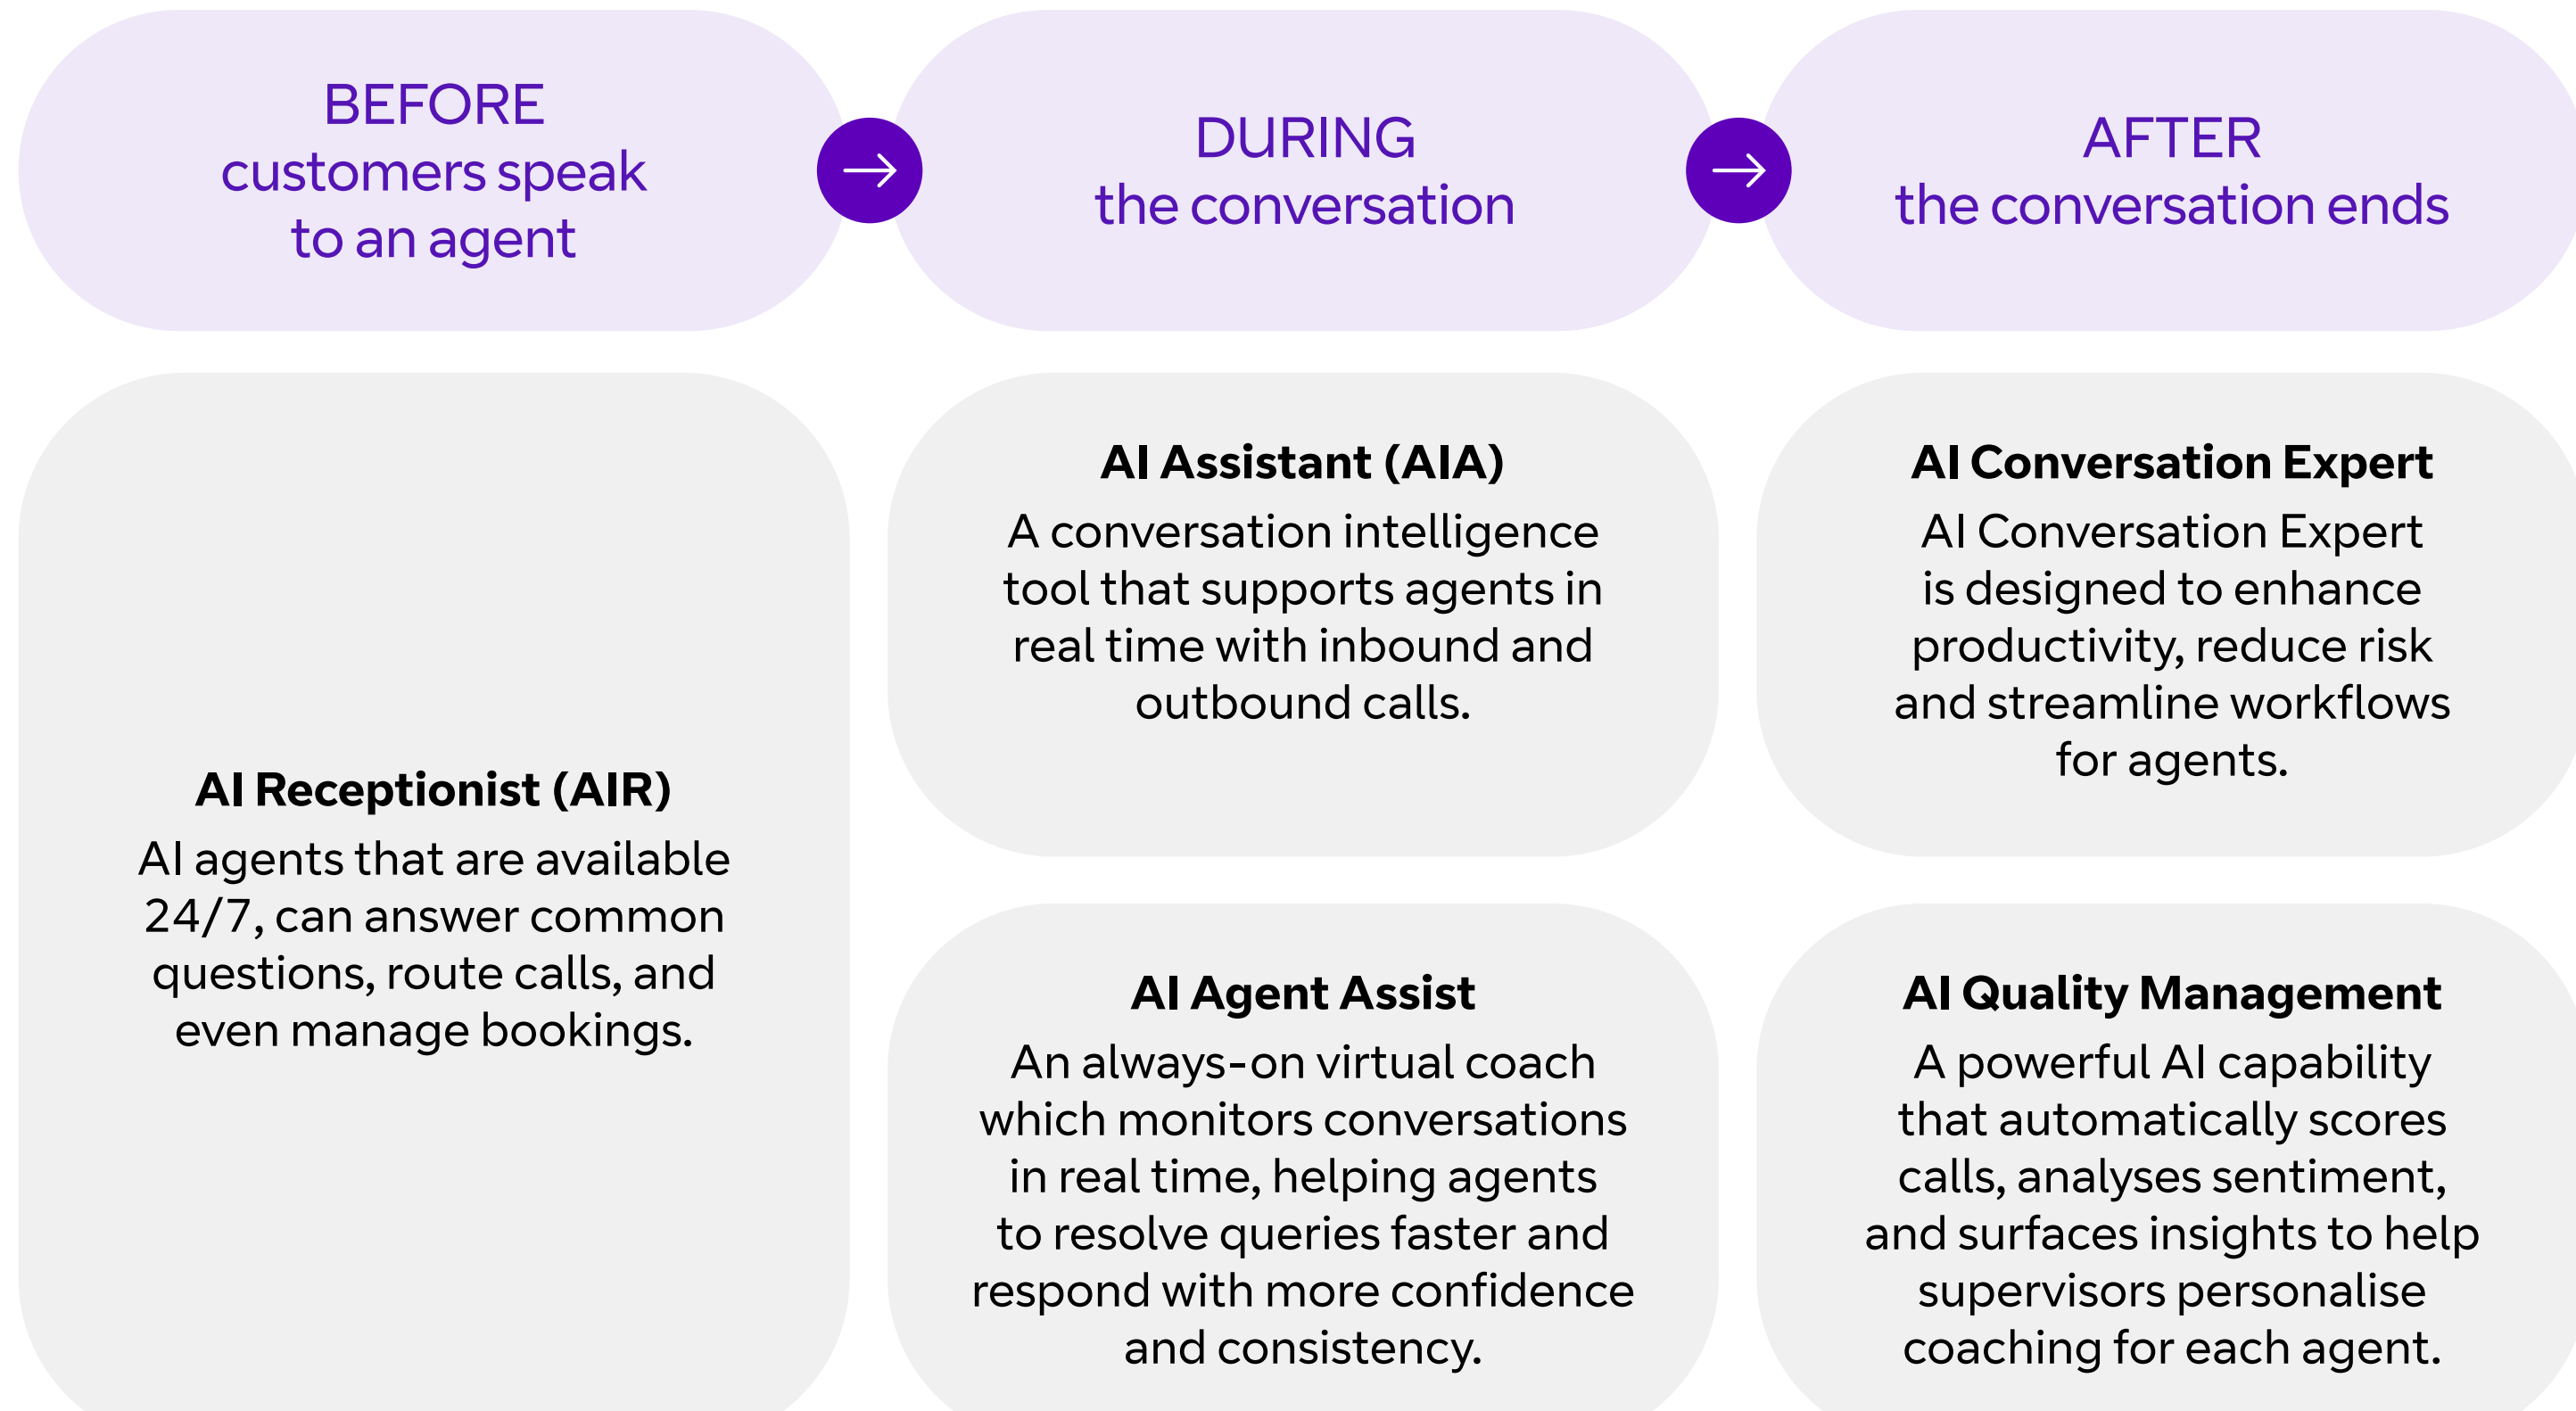 BEFORE
customers speak
to an agent
DURING
the conversation
AFTER
the conversation ends
AI Receptionist (AIR)
AI agents that are available
24/7, can answer common
questions, route calls, and
even manage bookings.
AI Assistant (AIA)
A conversation intelligence
tool that supports agents in
real time with inbound and
outbound calls.
AI Agent Assist
An always-on virtual coach
which monitors conversations
in real time, helping agents
to resolve queries faster and
respond with more confidence
and consistency.
AI Conversation Expert
AI Conversation Expert
is designed to enhance
productivity, reduce risk
and streamline workflows
for agents.
AI Quality Management
A powerful AI capability
that automatically scores
calls, analyses sentiment,
and surfaces insights to help
supervisors personalise
coaching for each agent.